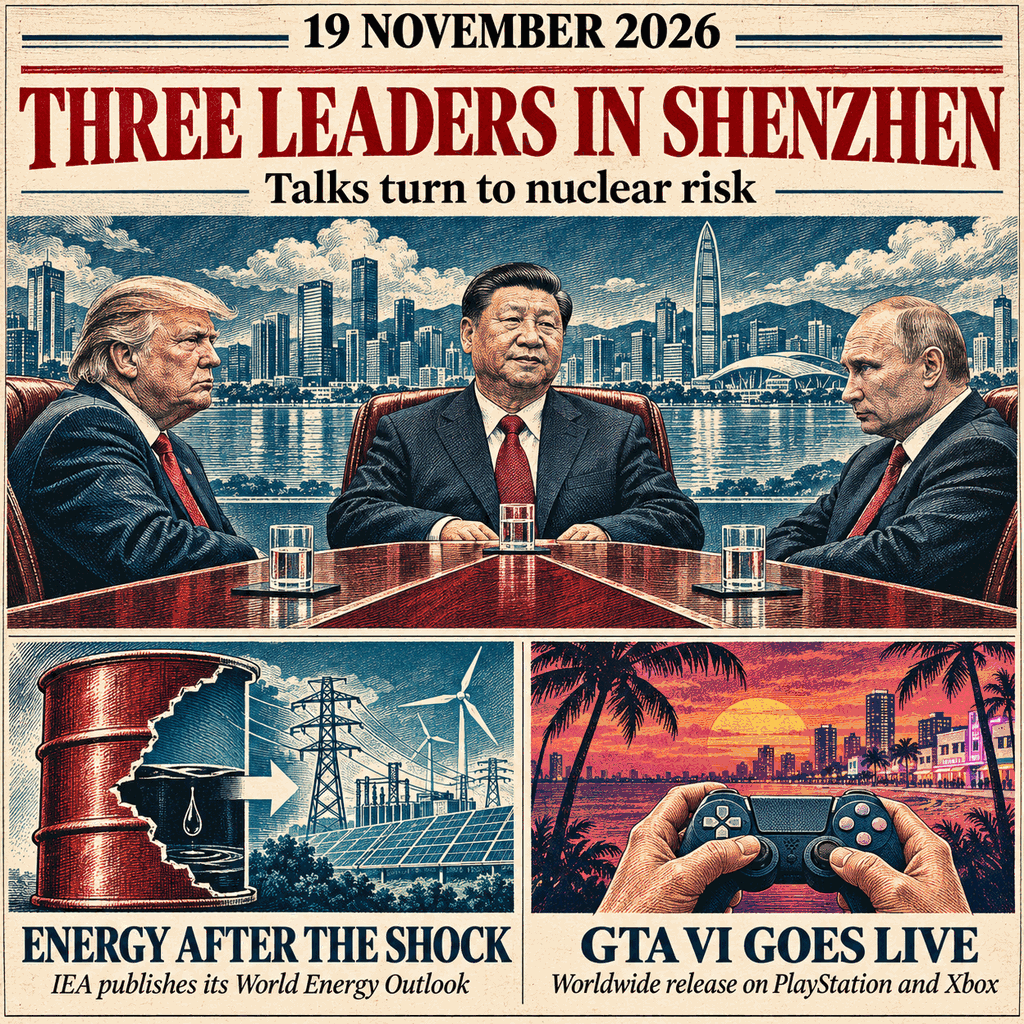 19 NOVEMBER 2026
THREE LEADERS IN SHENZHEN
Talks turn to nuclear risk
ENERGY AFTER THE SHOCK
IEA publishes its World Energy Outlook
GTA VI GOES LIVE
Worldwide release on PlayStation and Xbox